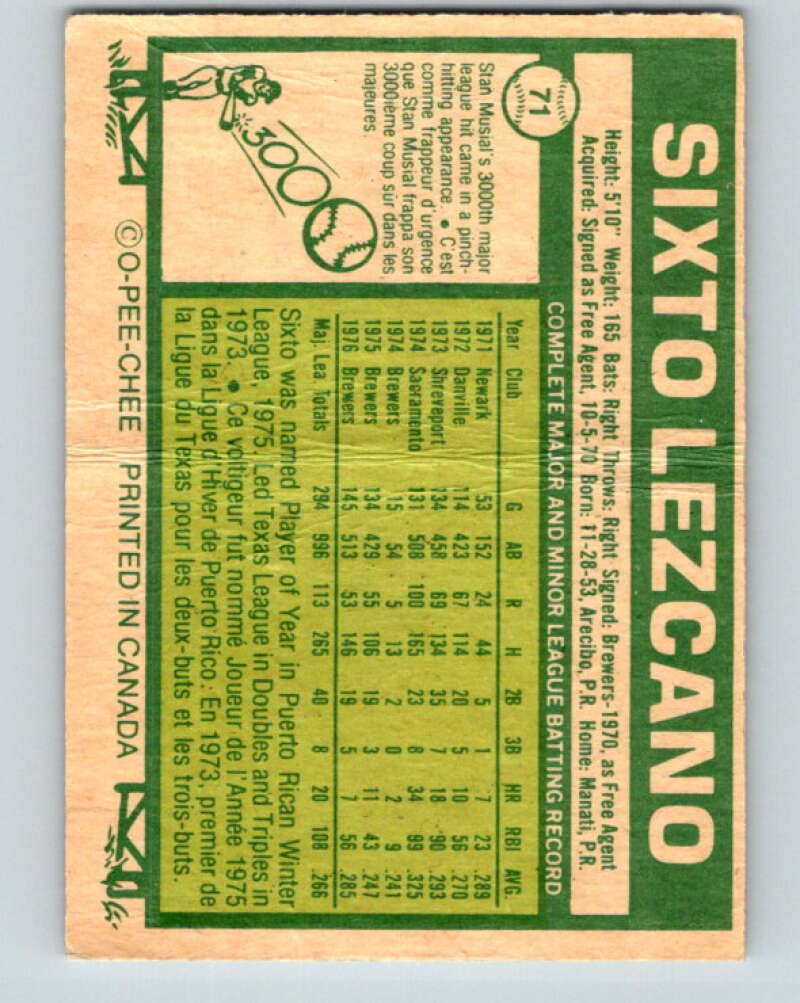 SIXTO LEZCANO
Height: 5'10" Weight: 165 Bats: Right Throws: Right Signed: Brewers-1970, as Free Agent
Acquired: Signed as Free Agent, 10-5-70 Born: 11-28-53, Arecibo, P.R. Home: Manati, P.R.
71
COMPLETE MAJOR AND MINOR LEAGUE BATTING RECORD
Stan Musial's 3000th major
league hit came in a pinch-
hitting appearance. • C'est
comme frappeur d'urgence
que Stan Musial frappa son
3000ième coup sûr dans les
majeures.
3000
Year Club G AB R H 2B 3B HR RBI AVG.
1971 Newark 53 152 24 44 5 1 7 23 .289
1972 Danville 114 423 67 114 20 5 10 56 .270
1973 Shreveport 134 458 69 134 35 7 18 90 .293
1974 Sacramento 131 508 100 165 23 8 34 99 .325
1974 Brewers 15 54 5 13 2 0 2 9 .241
1975 Brewers 134 429 55 106 19 3 11 43 .247
1976 Brewers 145 513 53 146 19 5 7 56 .285
Maj. Lea. Totals 294 996 113 265 40 8 20 108 .266
Sixto was named Player of Year in Puerto Rican Winter
League, 1975. Led Texas League in Doubles and Triples in
1973. • Ce voltigeur fut nommé Joueur de l'Année 1975
dans la Ligue d'Hiver de Puerto Rico. En 1973, premier de
la Ligue du Texas pour les deux-buts et les trois-buts.
© O-PEE-CHEE PRINTED IN CANADA